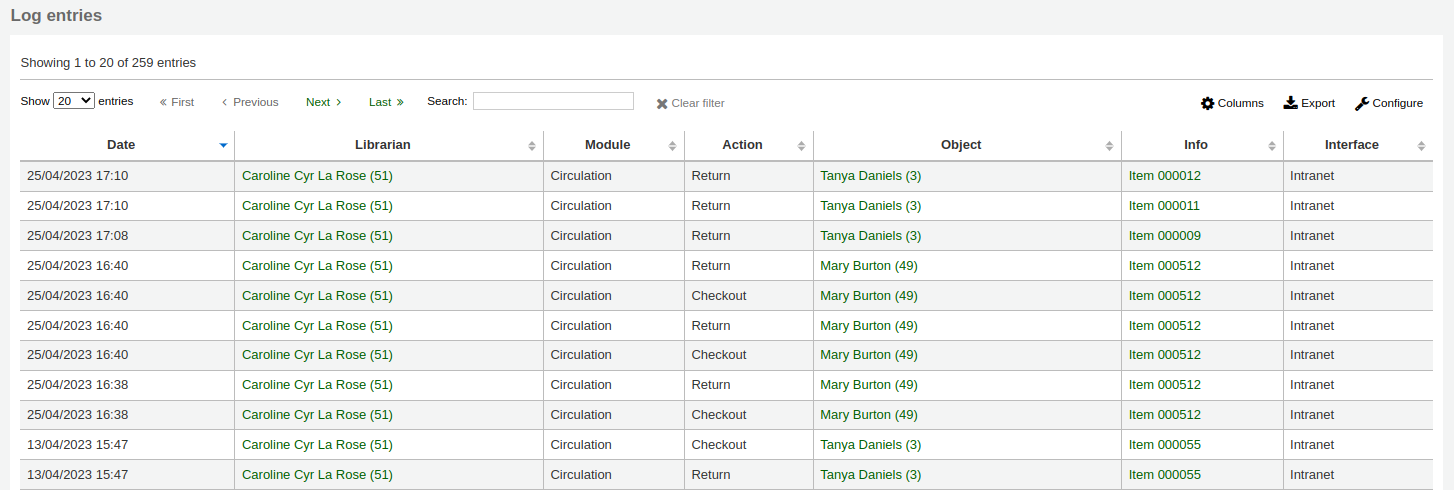 Log entries
Showing 1 to 20 of 259 entries
Show 20 entries « First ‹ Previous Next › Last » Search: Clear filter Columns Export Configure
Date Librarian Module Action Object Info Interface
25/04/2023 17:10 Caroline Cyr La Rose (51) Circulation Return Tanya Daniels (3) Item 000012 Intranet
25/04/2023 17:10 Caroline Cyr La Rose (51) Circulation Return Tanya Daniels (3) Item 000011 Intranet
25/04/2023 17:08 Caroline Cyr La Rose (51) Circulation Return Tanya Daniels (3) Item 000009 Intranet
25/04/2023 16:40 Caroline Cyr La Rose (51) Circulation Return Mary Burton (49) Item 000512 Intranet
25/04/2023 16:40 Caroline Cyr La Rose (51) Circulation Checkout Mary Burton (49) Item 000512 Intranet
25/04/2023 16:40 Caroline Cyr La Rose (51) Circulation Return Mary Burton (49) Item 000512 Intranet
25/04/2023 16:40 Caroline Cyr La Rose (51) Circulation Checkout Mary Burton (49) Item 000512 Intranet
25/04/2023 16:38 Caroline Cyr La Rose (51) Circulation Return Mary Burton (49) Item 000512 Intranet
25/04/2023 16:38 Caroline Cyr La Rose (51) Circulation Checkout Mary Burton (49) Item 000512 Intranet
13/04/2023 15:47 Caroline Cyr La Rose (51) Circulation Checkout Tanya Daniels (3) Item 000055 Intranet
13/04/2023 15:47 Caroline Cyr La Rose (51) Circulation Return Tanya Daniels (3) Item 000055 Intranet